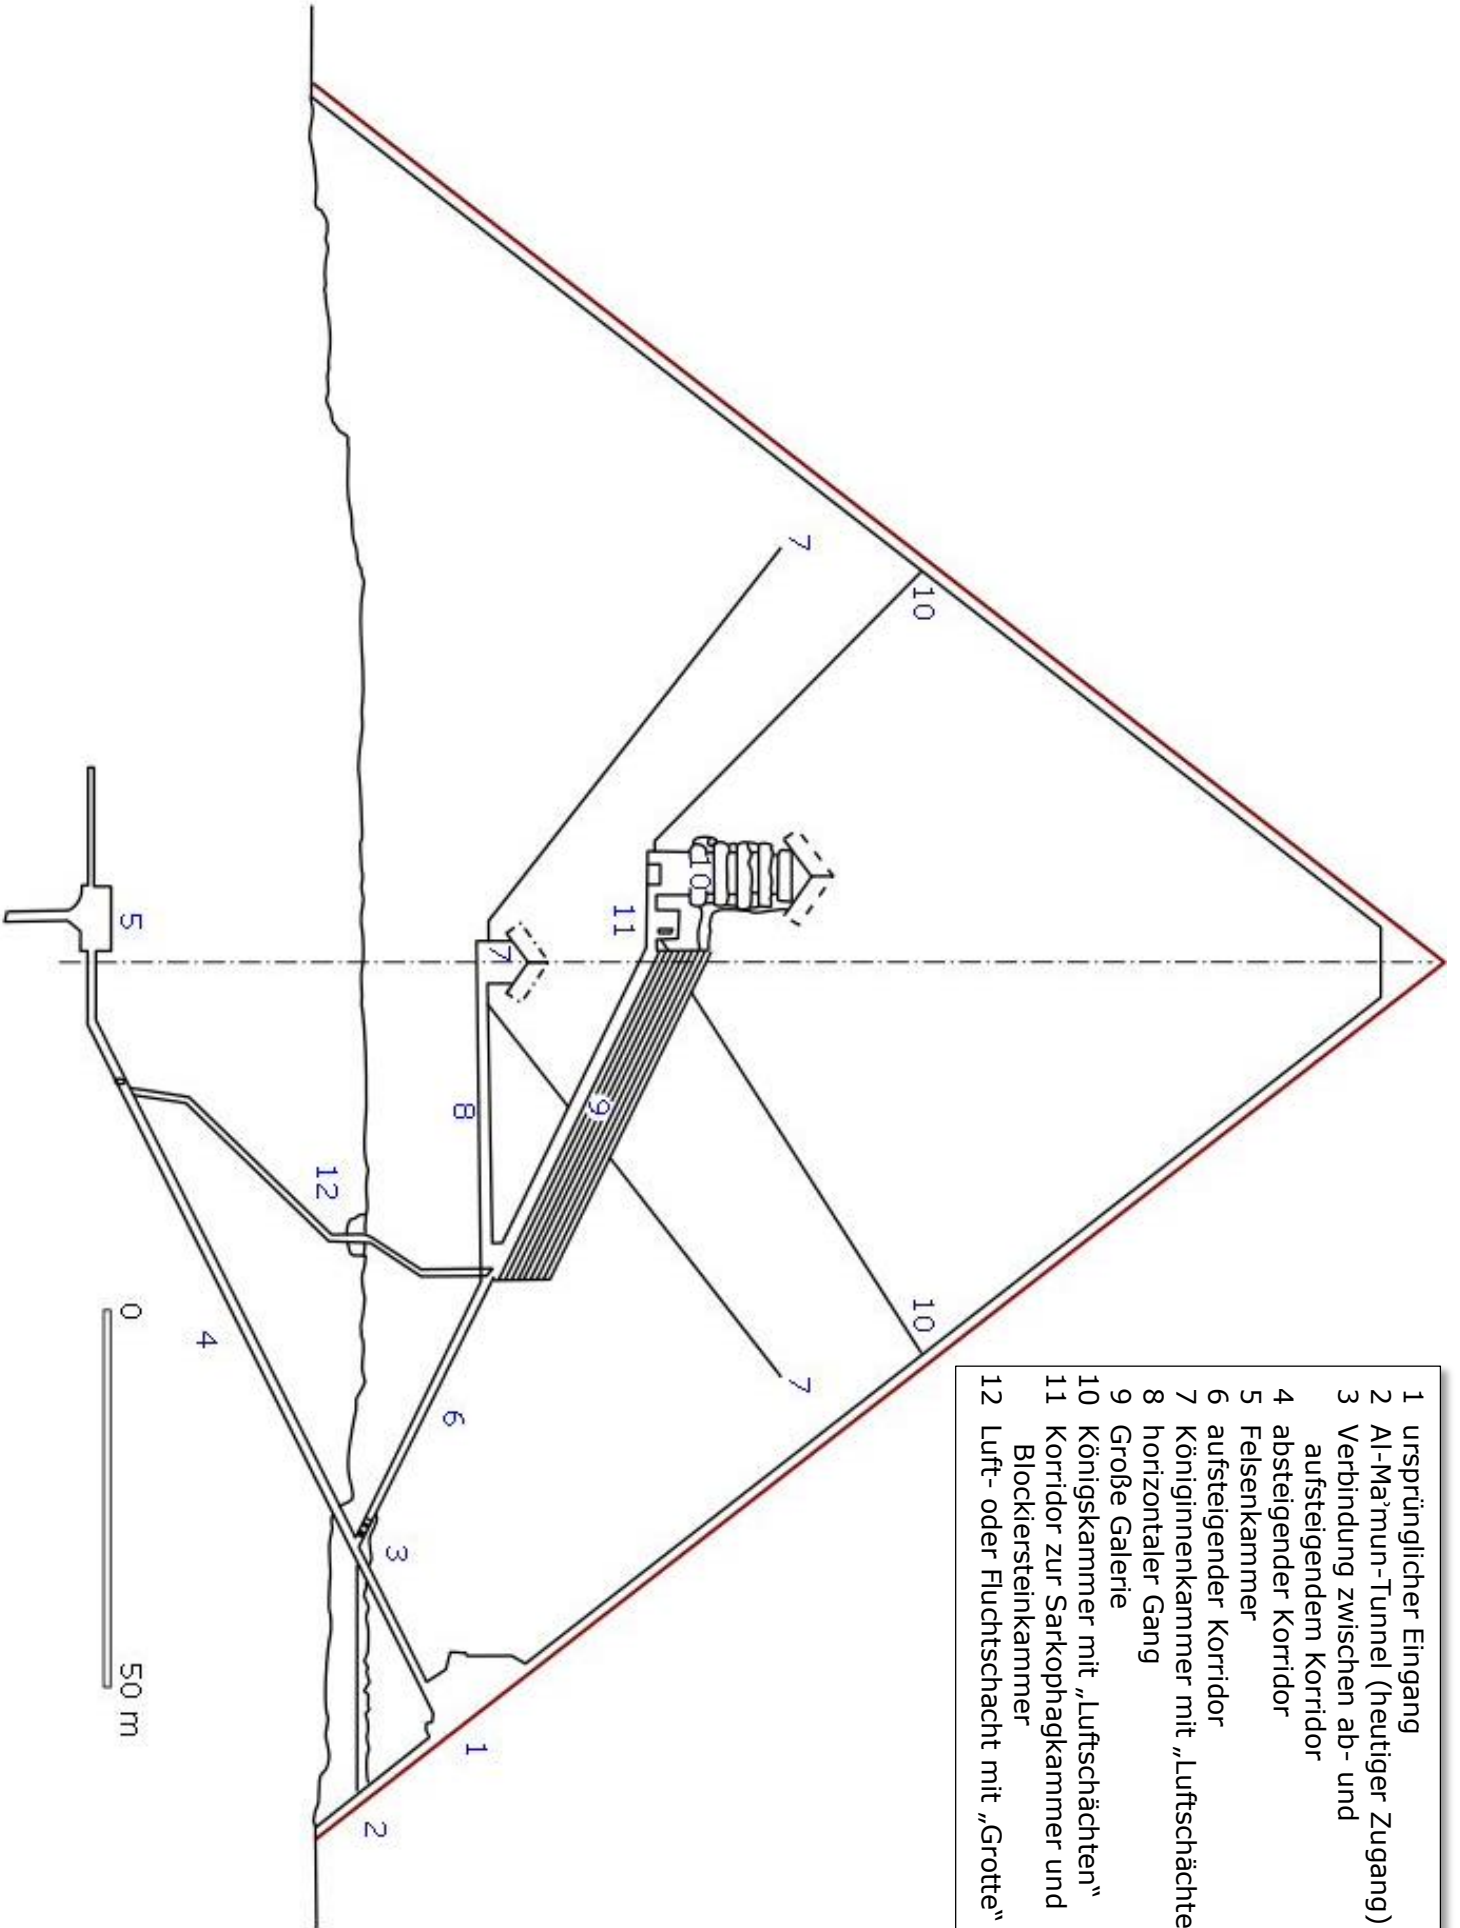 1 ursprünglicher Eingang
2 Al-Ma'mun-Tunnel (heutiger Zugang)
3 Verbindung zwischen ab- und
aufsteigendem Korridor
4 absteigender Korridor
5 Felsenkammer
6 aufsteigender Korridor
7 Königinnenkammer mit „Luftschächte
8 horizontaler Gang
9 Große Galerie
10 Königskammer mit „Luftschächten“
11 Korridor zur Sarkophagkammer und
Blockiersteinkammer
12 Luft- oder Fluchtschacht mit „Grotte“
10
10
7
7
10
11
7
9
8
1
6
3
2
12
4
5
0 50 m